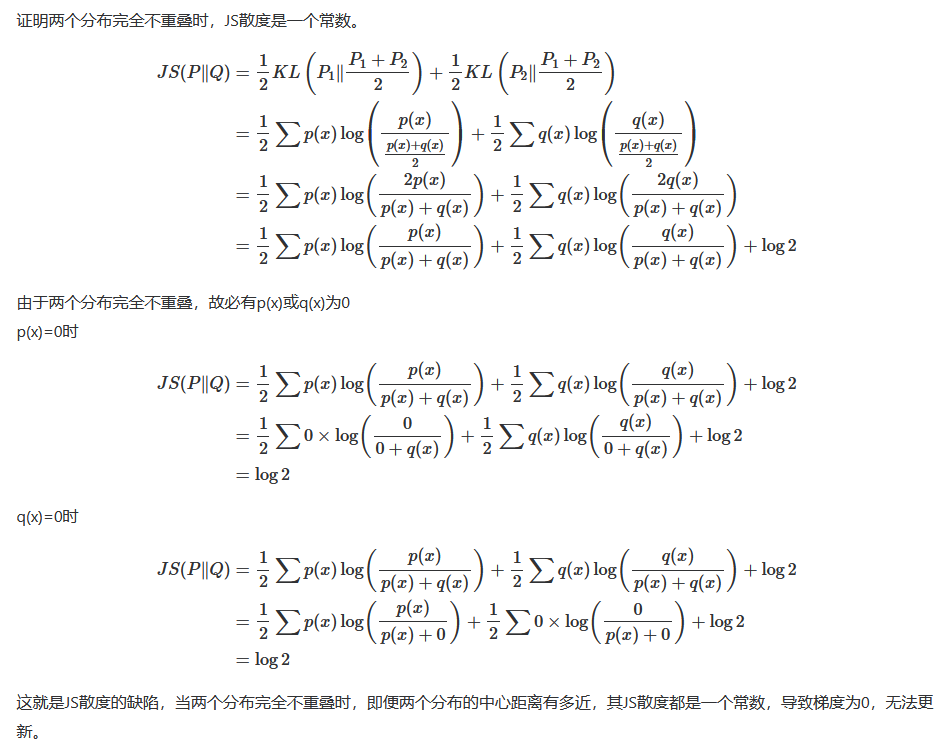 证明两个分布完全不重叠时，JS散度是一个常数。
$JS(P\|Q) = \frac{1}{2} KL\left(P_1 \| \frac{P_1 + P_2}{2}\right) + \frac{1}{2} KL\left(P_2 \| \frac{P_1 + P_2}{2}\right)$
$= \frac{1}{2} \sum p(x) \log\left(\frac{p(x)}{\frac{p(x)+q(x)}{2}}\right) + \frac{1}{2} \sum q(x) \log\left(\frac{q(x)}{\frac{p(x)+q(x)}{2}}\right)$
$= \frac{1}{2} \sum p(x) \log\left(\frac{2p(x)}{p(x)+q(x)}\right) + \frac{1}{2} \sum q(x) \log\left(\frac{2q(x)}{p(x)+q(x)}\right)$
$= \frac{1}{2} \sum p(x) \log\left(\frac{p(x)}{p(x)+q(x)}\right) + \frac{1}{2} \sum q(x) \log\left(\frac{q(x)}{p(x)+q(x)}\right) + \log 2$
由于两个分布完全不重叠，故必有p(x)或q(x)为0
p(x)=0时
$JS(P\|Q) = \frac{1}{2} \sum p(x) \log\left(\frac{p(x)}{p(x)+q(x)}\right) + \frac{1}{2} \sum q(x) \log\left(\frac{q(x)}{p(x)+q(x)}\right) + \log 2$
$= \frac{1}{2} \sum 0 \times \log\left(\frac{0}{0+q(x)}\right) + \frac{1}{2} \sum q(x) \log\left(\frac{q(x)}{0+q(x)}\right) + \log 2$
$= \log 2$
q(x)=0时
$JS(P\|Q) = \frac{1}{2} \sum p(x) \log\left(\frac{p(x)}{p(x)+q(x)}\right) + \frac{1}{2} \sum q(x) \log\left(\frac{q(x)}{p(x)+q(x)}\right) + \log 2$
$= \frac{1}{2} \sum p(x) \log\left(\frac{p(x)}{p(x)+0}\right) + \frac{1}{2} \sum 0 \times \log\left(\frac{0}{p(x)+0}\right) + \log 2$
$= \log 2$
这就是JS散度的缺陷，当两个分布完全不重叠时，即便两个分布的中心距离有多近，其JS散度都是一个常数，导致梯度为0，无法更
新。